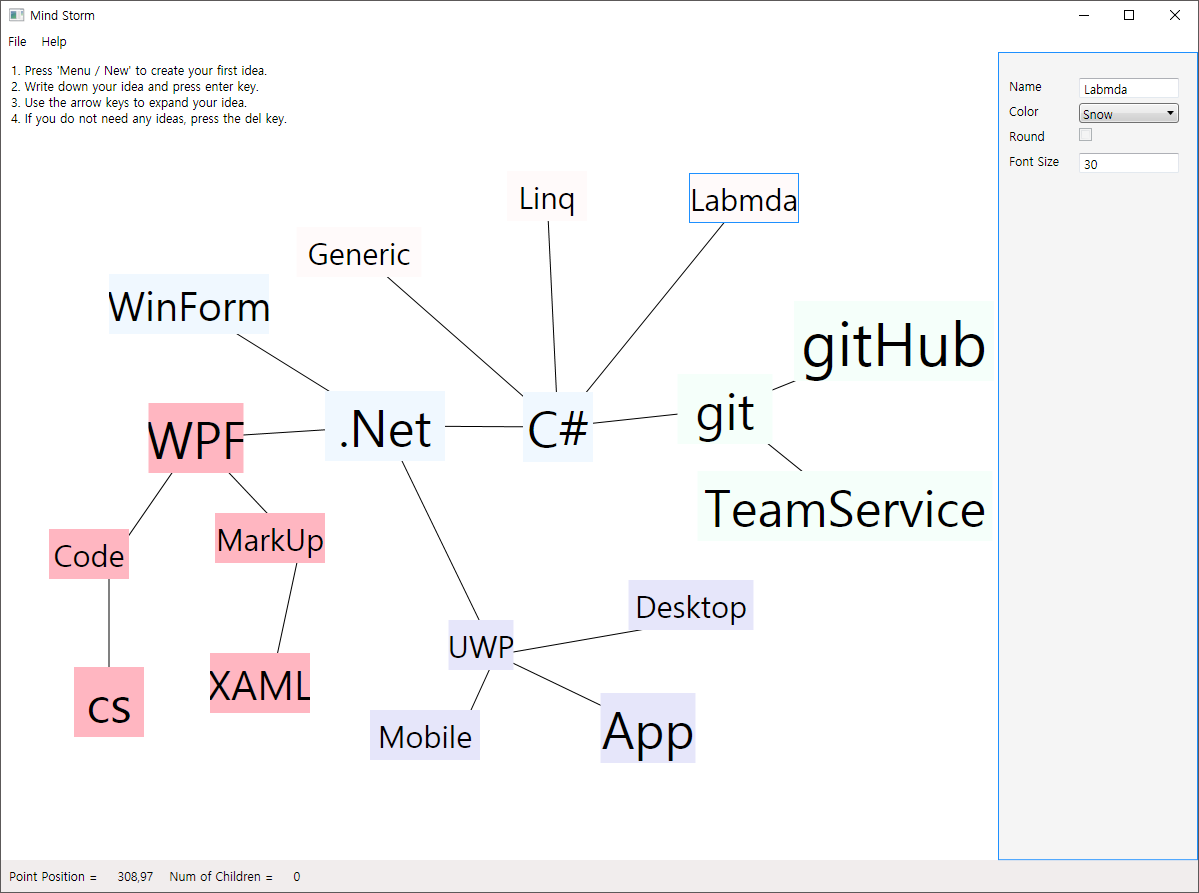 Mind Storm
File Help
1. Press 'Menu / New' to create your first idea.
2. Write down your idea and press enter key.
3. Use the arrow keys to expand your idea.
4. If you do not need any ideas, press the del key.
Name Labmda
Color Snow
Round
Font Size 30
Linq
Labmda
Generic
WinForm
gitHub
git
.Net
C#
WPF
TeamService
MarkUp
Code
Desktop
UWP
XAML
cs
Mobile
App
Point Position = 308,97 Num of Children = 0